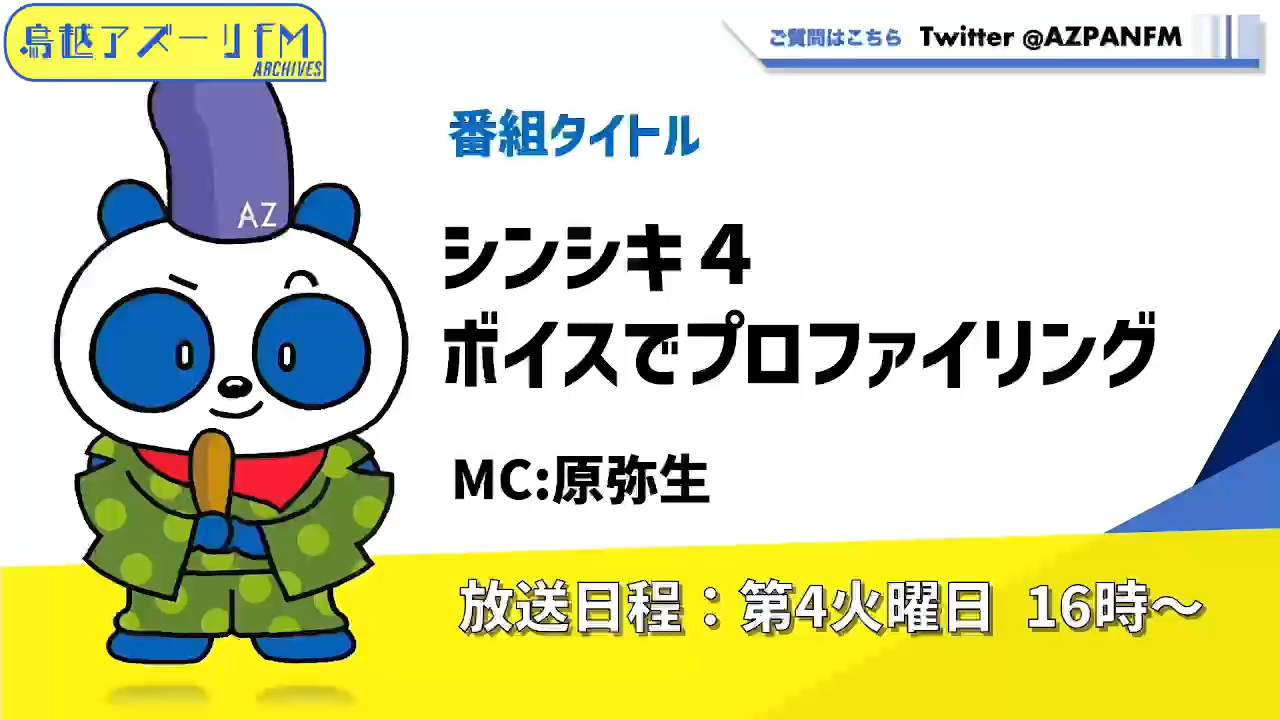 鳥越アズーリFM
ARCHIVES
ご質問はこちら Twitter @AZPANFM
番組タイトル
AZ
シンシキ4
ボイスでプロファイリング
MC:原弥生
放送日程：第4火曜日 16時～